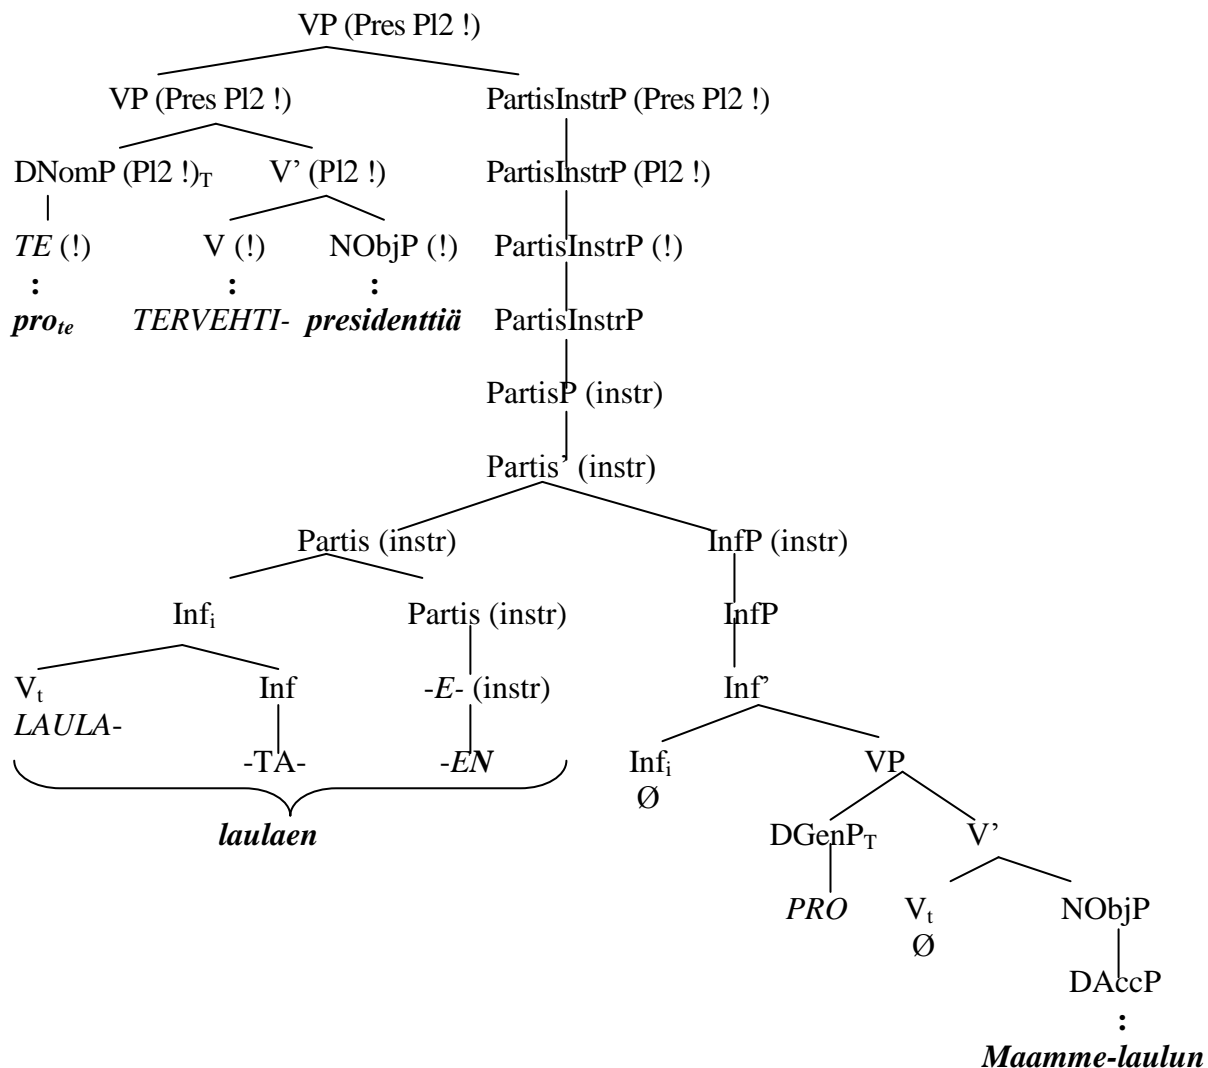 VP (Pres Pl2 !)
VP (Pres Pl2 !) PartisInstrP (Pres Pl2 !)
DNomP (Pl2 !)T V’ (Pl2 !) PartisInstrP (Pl2 !)
TE (!) V (!) NObjP (!) PartisInstrP (!)
: : :
prote TERVEHTI- presidenttiä PartisInstrP
PartisP (instr)
Partis’ (instr)
Partis (instr) InfP (instr)
Infi Partis (instr) InfP
Vt Inf -E- (instr) Inf’
LAULA-
-TA- -EN Infi VP
Ø
laulaen DGenPT V’
PRO Vt NObjP
Ø
DAccP
:
Maamme-laulun